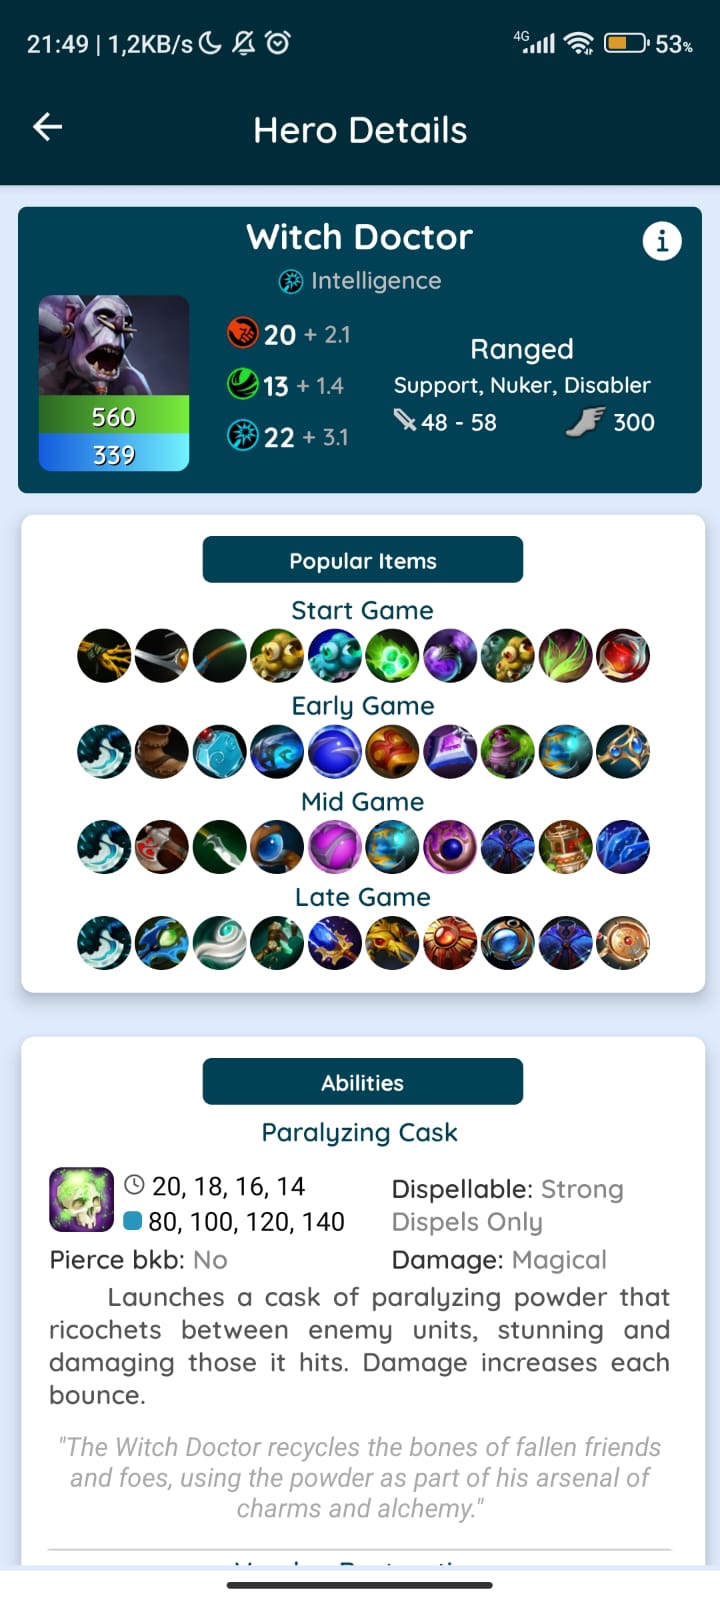 21:49 | 1,2KB/s 4G 53%
Hero Details
Witch Doctor
Intelligence
20 + 2.1
13 + 1.4
22 + 3.1
560
339
Ranged
Support, Nuker, Disabler
48 - 58 300
Popular Items
Start Game
Early Game
Mid Game
Late Game
Abilities
Paralyzing Cask
20, 18, 16, 14
80, 100, 120, 140
Dispellable: Strong
Dispels Only
Pierce bkb: No
Damage: Magical
Launches a cask of paralyzing powder that
ricochets between enemy units, stunning and
damaging those it hits. Damage increases each
bounce.
"The Witch Doctor recycles the bones of fallen friends
and foes, using the powder as part of his arsenal of
charms and alchemy."